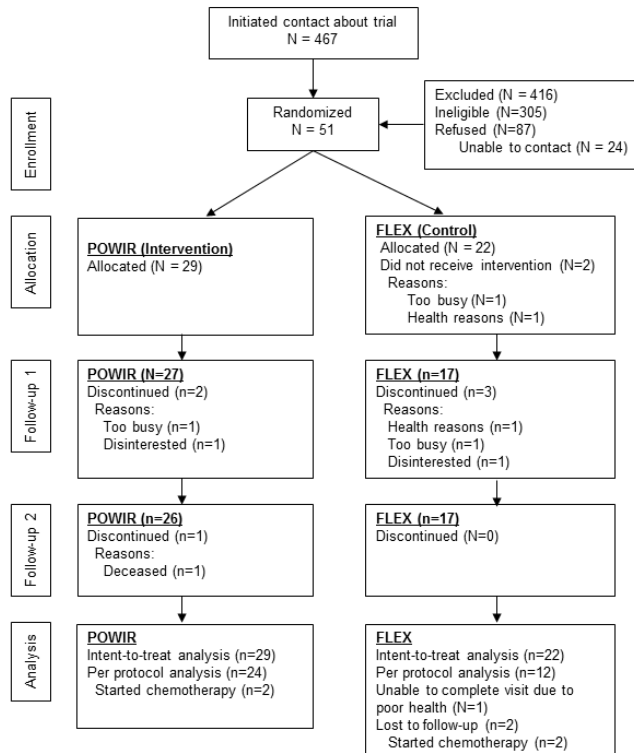 Initiated contact about trial
N = 467
Enrollment
Randomized
N = 51
Excluded (N = 416)
Ineligible (N=305)
Refused (N=87)
Unable to contact (N = 24)
Allocation
POWIR (Intervention)
Allocated (N = 29)
FLEX (Control)
Allocated (N = 22)
Did not receive intervention (N=2)
Reasons:
Too busy (N=1)
Health reasons (N=1)
Follow-up 1
POWIR (N=27)
Discontinued (n=2)
Reasons:
Too busy (n=1)
Disinterested (n=1)
FLEX (n=17)
Discontinued (n=3)
Reasons:
Health reasons (n=1)
Too busy (n=1)
Disinterested (n=1)
Follow-up 2
POWIR (n=26)
Discontinued (n=1)
Reasons:
Deceased (n=1)
FLEX (n=17)
Discontinued (N=0)
Analysis
POWIR
Intent-to-treat analysis (n=29)
Per protocol analysis (n=24)
Started chemotherapy (n=2)
FLEX
Intent-to-treat analysis (n=22)
Per protocol analysis (n=12)
Unable to complete visit due to
poor health (N=1)
Lost to follow-up (n=2)
Started chemotherapy (n=2)